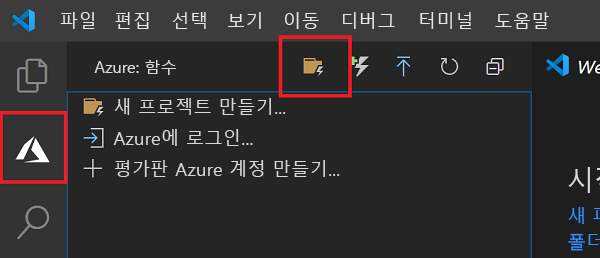 파일 편집 선택 보기 이동 디버그 터미널 도움말
Azure: 함수
We
새 프로젝트 만들기...
Azure에 로그인...
평가판 Azure 계정 만들기...
새
폴더